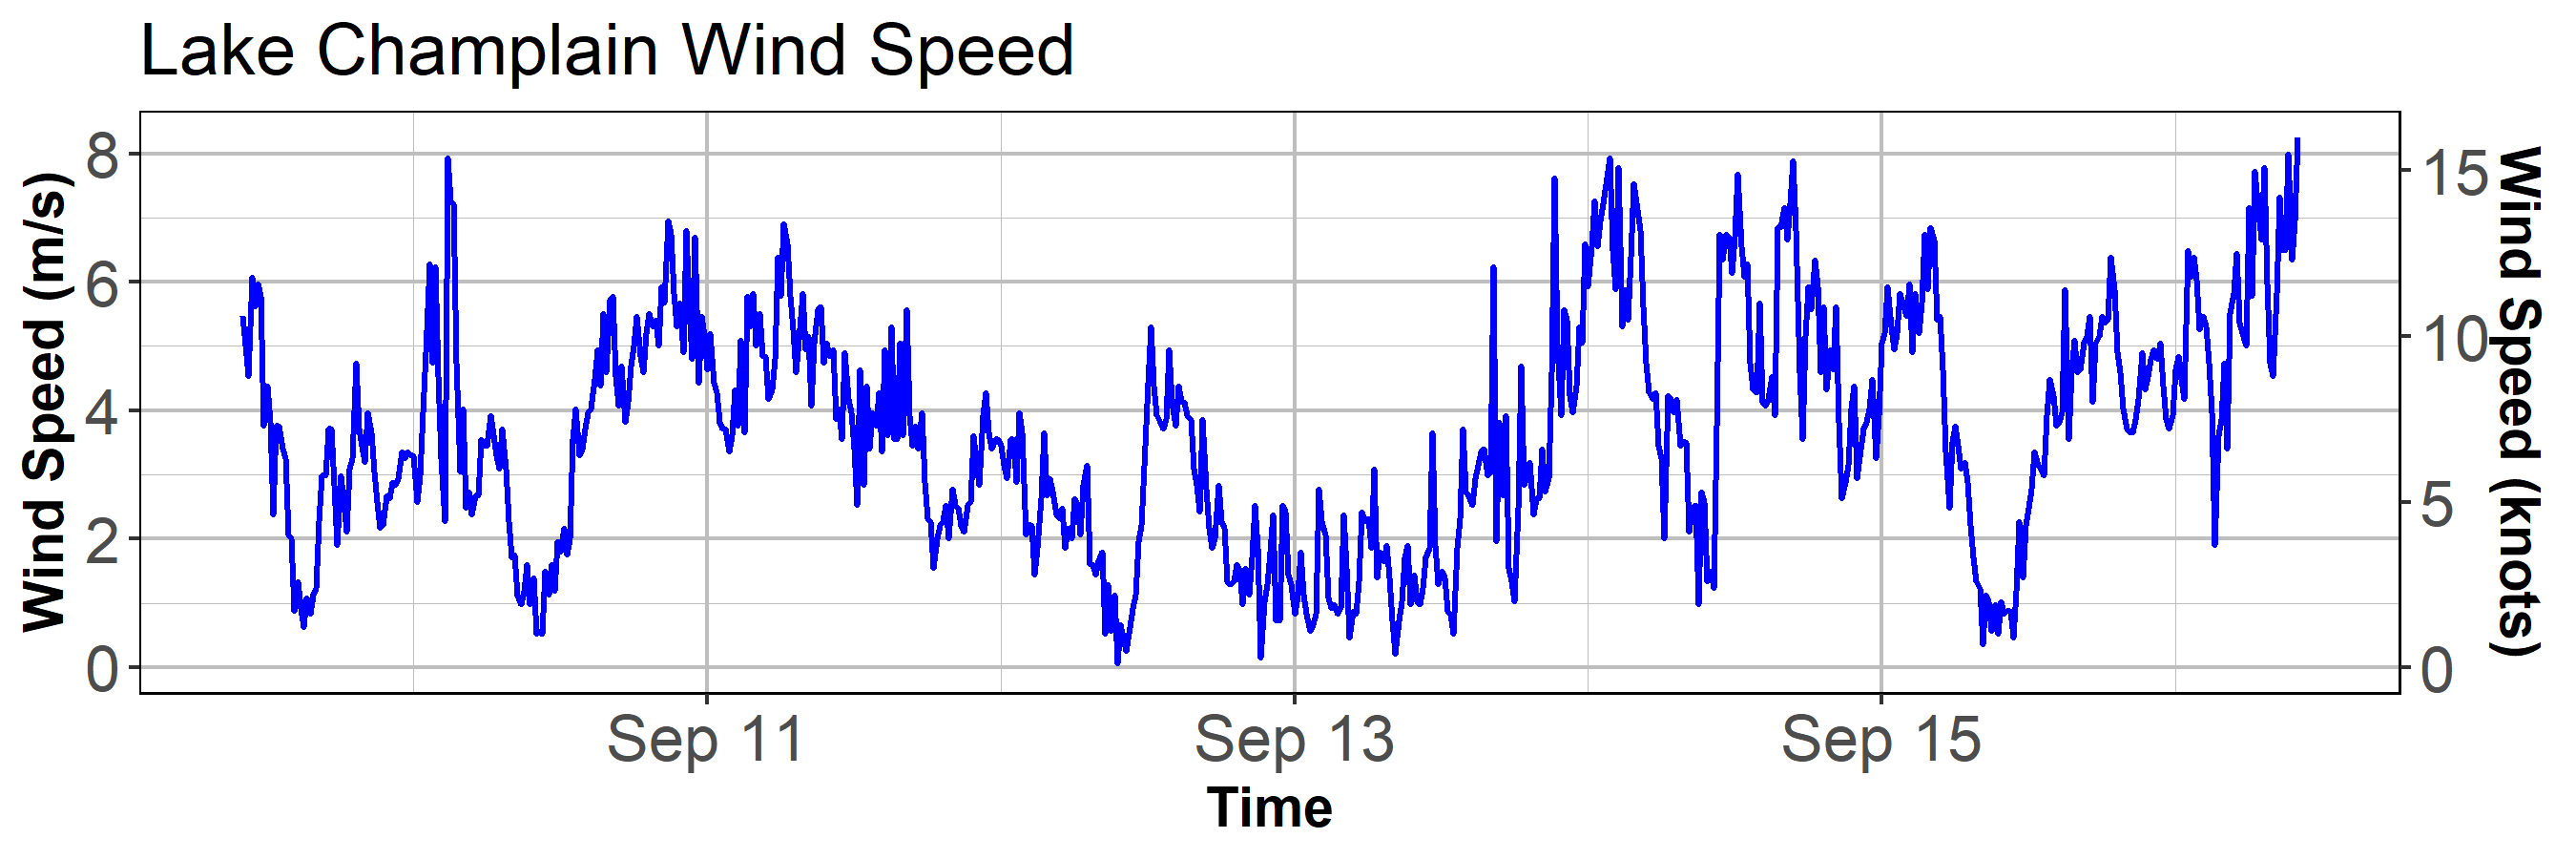 Lake Champlain Wind Speed
Wind Speed (m/s)
8
6
4
2
0
15
10
5
0
Wind Speed (knots)
Sep 11 Sep 13 Sep 15
Time